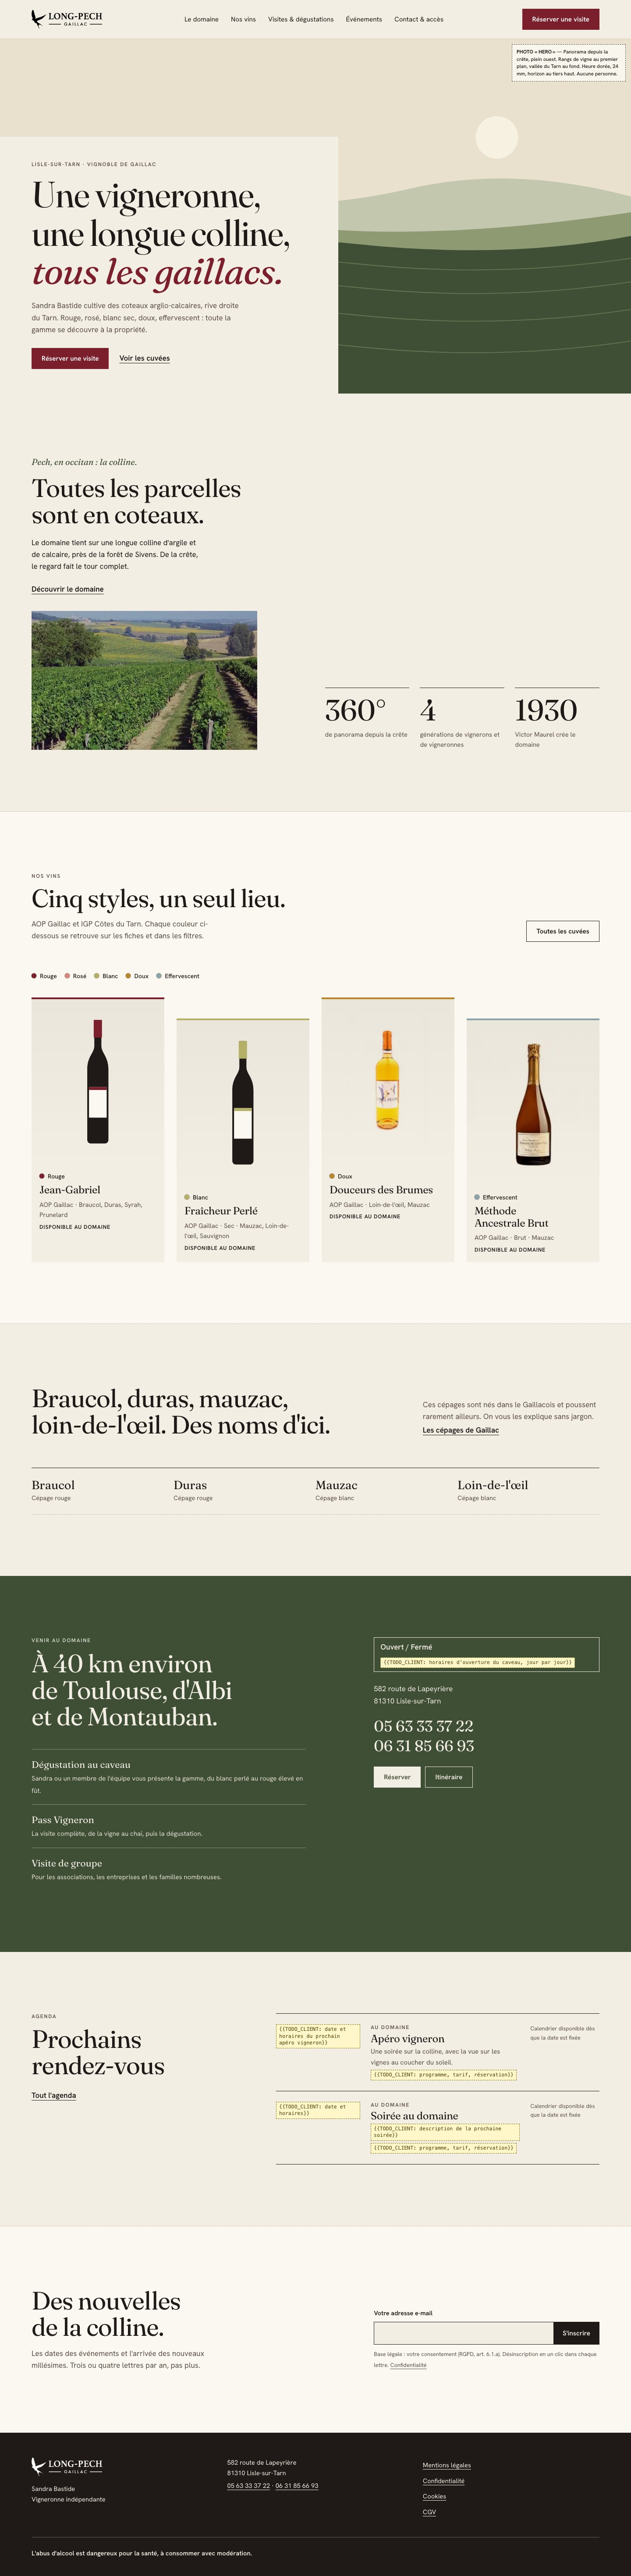 LONG-PECH
GAILLAC
Le domaine
Nos vins
Visites & dégustations
Événements
Contact & accès
Réserver une visite
PHOTO « HERO » — Panorama depuis la
crête, plein ouest. Rangs de vigne au premier
plan, vallée du Tarn au fond. Heure dorée, 24
mm, horizon au tiers haut. Aucune personne.
LISLE-SUR-TARN · VIGNOBLE DE GAILLAC
Une vigneronne,
une longue colline,
tous les gaillacs.
Sandra Bastide cultive des coteaux argilo-calcaires, rive droite
du Tarn. Rouge, rosé, blanc sec, doux, effervescent : toute la
gamme se découvre à la propriété.
Réserver une visite
Voir les cuvées
Pech, en occitan : la colline.
Toutes les parcelles
sont en coteaux.
Le domaine tient sur une longue colline d'argile et
de calcaire, près de la forêt de Sivens. De la crête,
le regard fait le tour complet.
Découvrir le domaine
360°
de panorama depuis la crête
4
générations de vignerons et
de vigneronnes
1930
Victor Maurel crée le
domaine
NOS VINS
Cinq styles, un seul lieu.
AOP Gaillac et IGP Côtes du Tarn. Chaque couleur ci-
dessous se retrouve sur les fiches et dans les filtres.
Toutes les cuvées
Rouge
Rosé
Blanc
Doux
Effervescent
Rouge
Jean-Gabriel
AOP Gaillac · Braucol, Duras, Syrah,
Prunelard
DISPONIBLE AU DOMAINE
Blanc
Fraîcheur Perlé
AOP Gaillac · Sec · Mauzac, Loin-de-
l'œil, Sauvignon
DISPONIBLE AU DOMAINE
Doux
Douceurs des Brumes
AOP Gaillac · Loin-de-l'œil, Mauzac
DISPONIBLE AU DOMAINE
Effervescent
Méthode
Ancestrale Brut
AOP Gaillac · Brut · Mauzac
DISPONIBLE AU DOMAINE
Braucol, duras, mauzac,
loin-de-l'œil. Des noms d'ici.
Ces cépages sont nés dans le Gaillacois et poussent
rarement ailleurs. On vous les explique sans jargon.
Les cépages de Gaillac
Braucol
Cépage rouge
Duras
Cépage rouge
Mauzac
Cépage blanc
Loin-de-l'œil
Cépage blanc
VENIR AU DOMAINE
À 40 km environ
de Toulouse, d'Albi
et de Montauban.
Dégustation au caveau
Sandra ou un membre de l'équipe vous présente la gamme, du blanc perlé au rouge élevé en
fût.
Pass Vigneron
La visite complète, de la vigne au chai, puis la dégustation.
Visite de groupe
Pour les associations, les entreprises et les familles nombreuses.
Ouvert / Fermé
{{TODO_CLIENT: horaires d'ouverture du caveau, jour par jour}}
582 route de Lapeyrière
81310 Lisle-sur-Tarn
05 63 33 37 22
06 31 85 66 93
Réserver
Itinéraire
AGENDA
Prochains
rendez-vous
Tout l'agenda
{{TODO_CLIENT: date et
horaires du prochain
apéro vigneron}}
AU DOMAINE
Apéro vigneron
Une soirée sur la colline, avec la vue sur les
vignes au coucher du soleil.
{{TODO_CLIENT: programme, tarif, réservation}}
Calendrier disponible dès
que la date est fixée
{{TODO_CLIENT: date et
horaires}}
AU DOMAINE
Soirée au domaine
{{TODO_CLIENT: description de la prochaine
soirée}}
{{TODO_CLIENT: programme, tarif, réservation}}
Calendrier disponible dès
que la date est fixée
Des nouvelles
de la colline.
Les dates des événements et l'arrivée des nouveaux
millésimes. Trois ou quatre lettres par an, pas plus.
Votre adresse e-mail
S'inscrire
Base légale : votre consentement (RGPD, art. 6.1.a). Désinscription en un clic dans chaque
lettre. Confidentialité
LONG-PECH
GAILLAC
Sandra Bastide
Vigneronne indépendante
582 route de Lapeyrière
81310 Lisle-sur-Tarn
05 63 33 37 22 · 06 31 85 66 93
Mentions légales
Confidentialité
Cookies
CGV
L'abus d'alcool est dangereux pour la santé, à consommer avec modération.